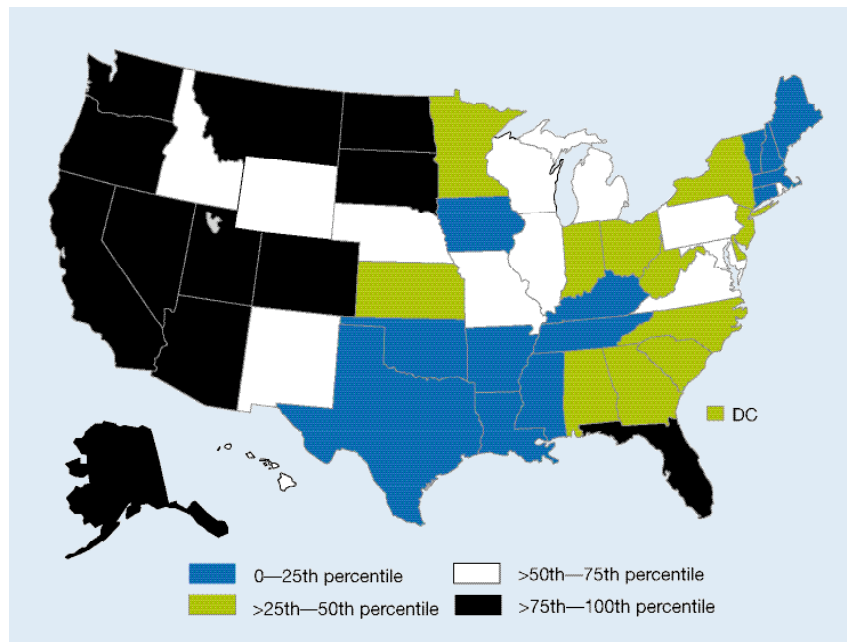 DC
0—25th percentile
>50th—75th percentile
>25th—50th percentile
>75th—100th percentile